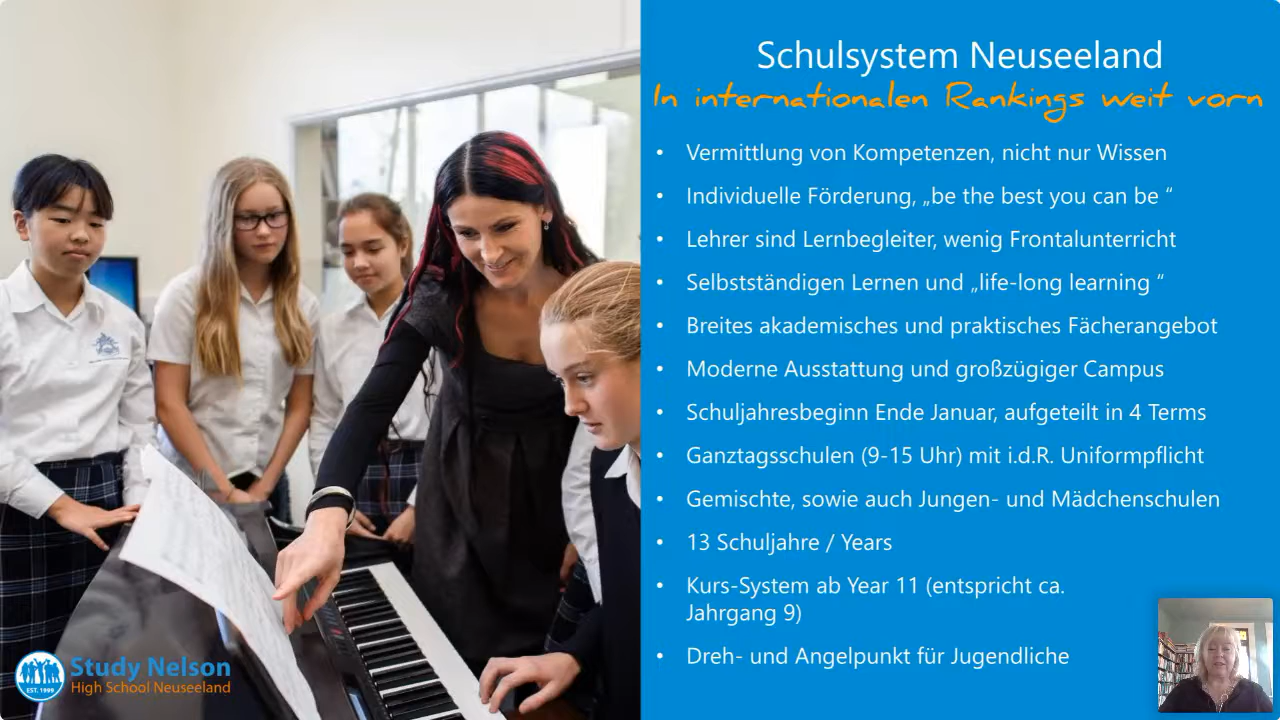 Schulsystem Neuseeland
In internationalen Rankings weit vorn
• Vermittlung von Kompetenzen, nicht nur Wissen
• Individuelle Förderung, „be the best you can be “
• Lehrer sind Lernbegleiter, wenig Frontalunterricht
• Selbstständigen Lernen und „life-long learning “
• Breites akademisches und praktisches Fächerangebot
• Moderne Ausstattung und großzügiger Campus
• Schuljahresbeginn Ende Januar, aufgeteilt in 4 Terms
• Ganztagsschulen (9-15 Uhr) mit i.d.R. Uniformpflicht
• Gemischte, sowie auch Jungen- und Mädchenschulen
• 13 Schuljahre / Years
• Kurs-System ab Year 11 (entspricht ca.
Jahrgang 9)
• Dreh- und Angelpunkt für Jugendliche
EST. 1999
Study Nelson
High School Neuseeland